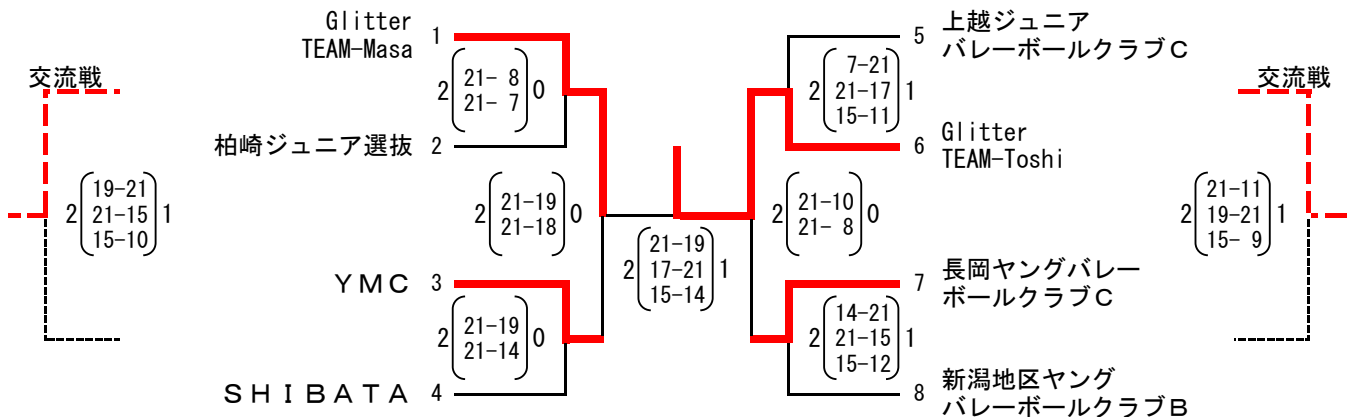 Glitter
TEAM-Masa 1
柏崎ジュニア選抜 2
YMC 3
SHIBATA 4
5 上越ジュニア
バレーボールクラブC
6 Glitter
TEAM-Toshi
7 長岡ヤングバレー
ボールクラブC
8 新潟地区ヤング
バレーボールクラブB
交流戦
19-21
2 21-15 1
15-10
2 21- 8 0
21- 7
2 21-19 0
21-18
2 21-19 0
21-14
21-19
2 17-21 1
15-14
7-21
2 21-17 1
15-11
2 21-10 0
21- 8
14-21
2 21-15 1
15-12
交流戦
21-11
2 19-21 1
15- 9